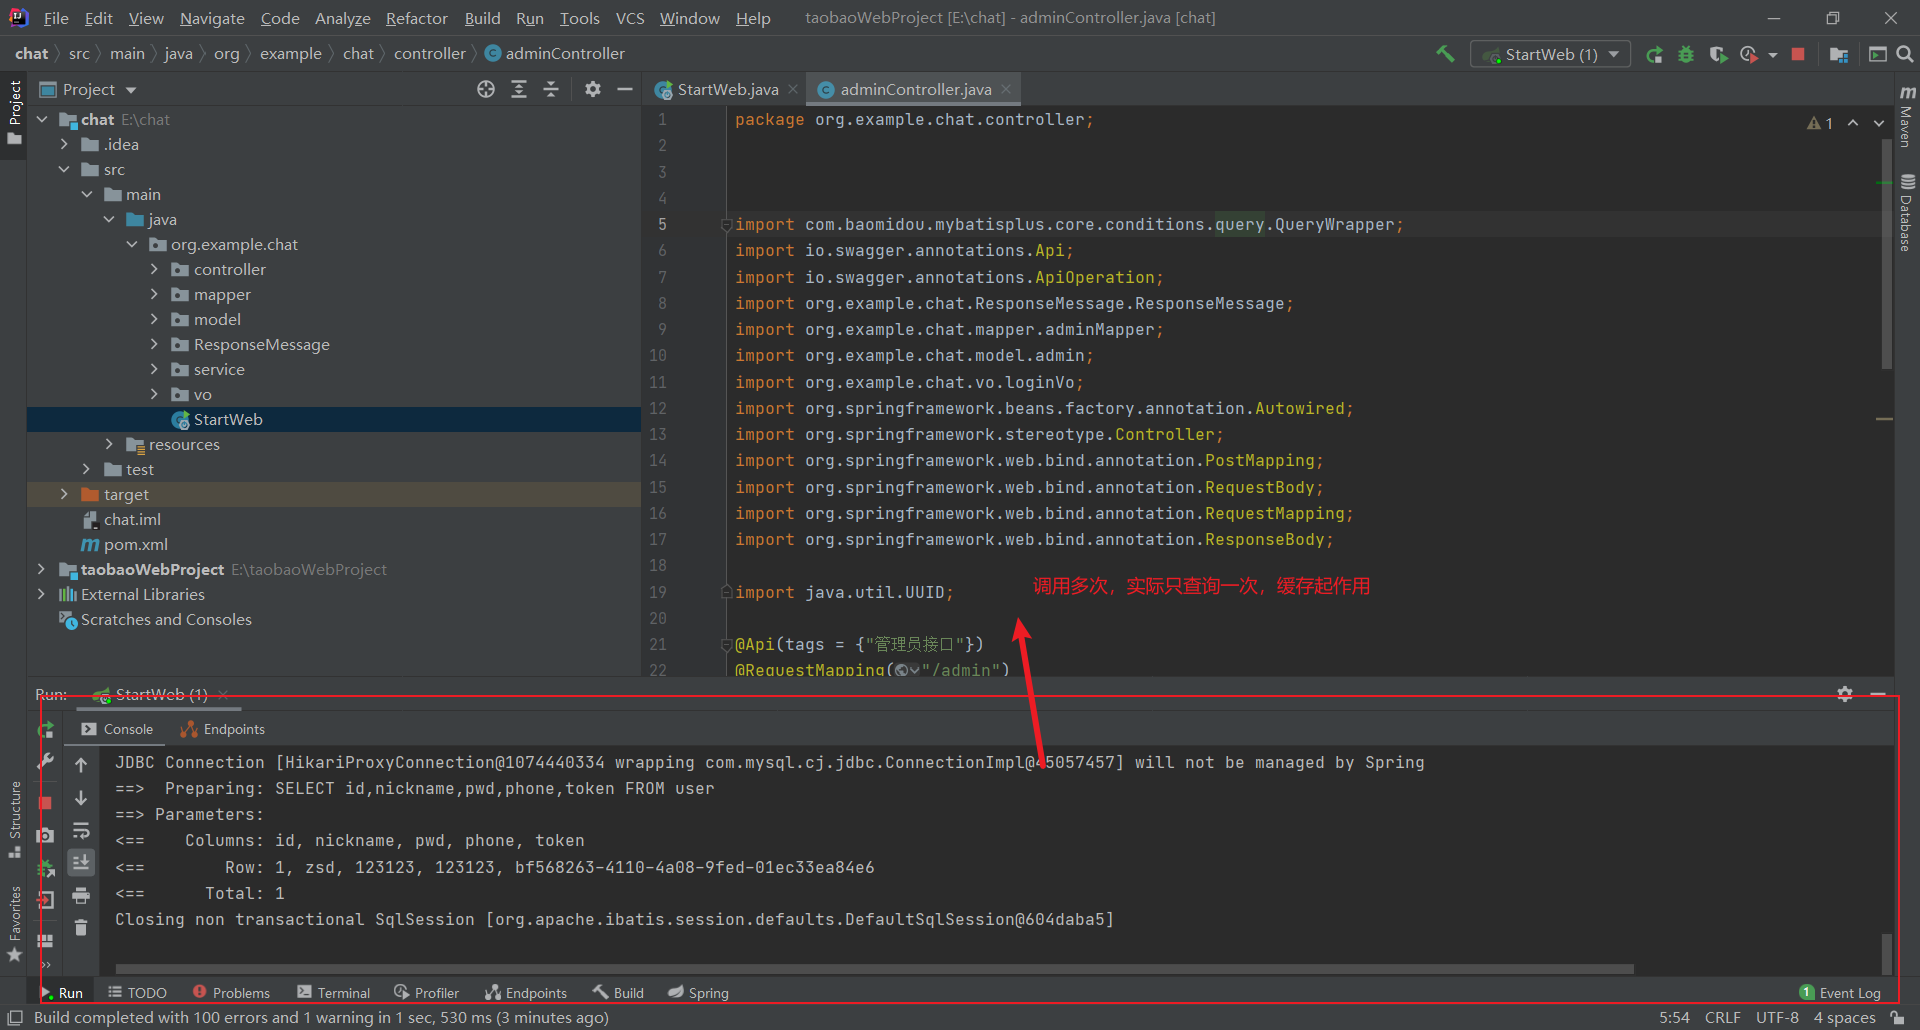 File Edit View Navigate Code Analyze Refactor Build Run Tools VCS Window Help taobaoWebProject [E:\chat] - adminController.java [chat]
chat src main java org example chat controller adminController StartWeb (1)
Project StartWeb.java adminController.java
Project
chat E:\chat
.idea
src
main
java
org.example.chat
controller
mapper
model
ResponseMessage
service
vo
StartWeb
resources
test
target
chat.iml
pom.xml
taobaoWebProject E:\taobaoWebProject
External Libraries
Scratches and Consoles
1 package org.example.chat.controller;
2
3
4
5 import com.baomidou.mybatisplus.core.conditions.query.QueryWrapper;
6 import io.swagger.annotations.Api;
7 import io.swagger.annotations.ApiOperation;
8 import org.example.chat.ResponseMessage.ResponseMessage;
9 import org.example.chat.mapper.adminMapper;
10 import org.example.chat.model.admin;
11 import org.example.chat.vo.loginVo;
12 import org.springframework.beans.factory.annotation.Autowired;
13 import org.springframework.stereotype.Controller;
14 import org.springframework.web.bind.annotation.PostMapping;
15 import org.springframework.web.bind.annotation.RequestBody;
16 import org.springframework.web.bind.annotation.RequestMapping;
17 import org.springframework.web.bind.annotation.ResponseBody;
18
19 import java.util.UUID;
20
21 @Api(tags = {"管理员接口"})
22 @RequestMapping("/admin")
调用多次，实际只查询一次，缓存起作用
1
Maven
Database
Run: StartWeb (1)
Console Endpoints
JDBC Connection [HikariProxyConnection@1074440334 wrapping com.mysql.cj.jdbc.ConnectionImpl@45057457] will not be managed by Spring
==>  Preparing: SELECT id,nickname,pwd,phone,token FROM user
==> Parameters:
<==    Columns: id, nickname, pwd, phone, token
<==        Row: 1, zsd, 123123, 123123, bf568263-4110-4a08-9fed-01ec33ea84e6
<==      Total: 1
Closing non transactional SqlSession [org.apache.ibatis.session.defaults.DefaultSqlSession@604daba5]
Structure
Favorites
Run TODO Problems Terminal Profiler Endpoints Build Spring 1 Event Log
Build completed with 100 errors and 1 warning in 1 sec, 530 ms (3 minutes ago) 5:54 CRLF UTF-8 4 spaces